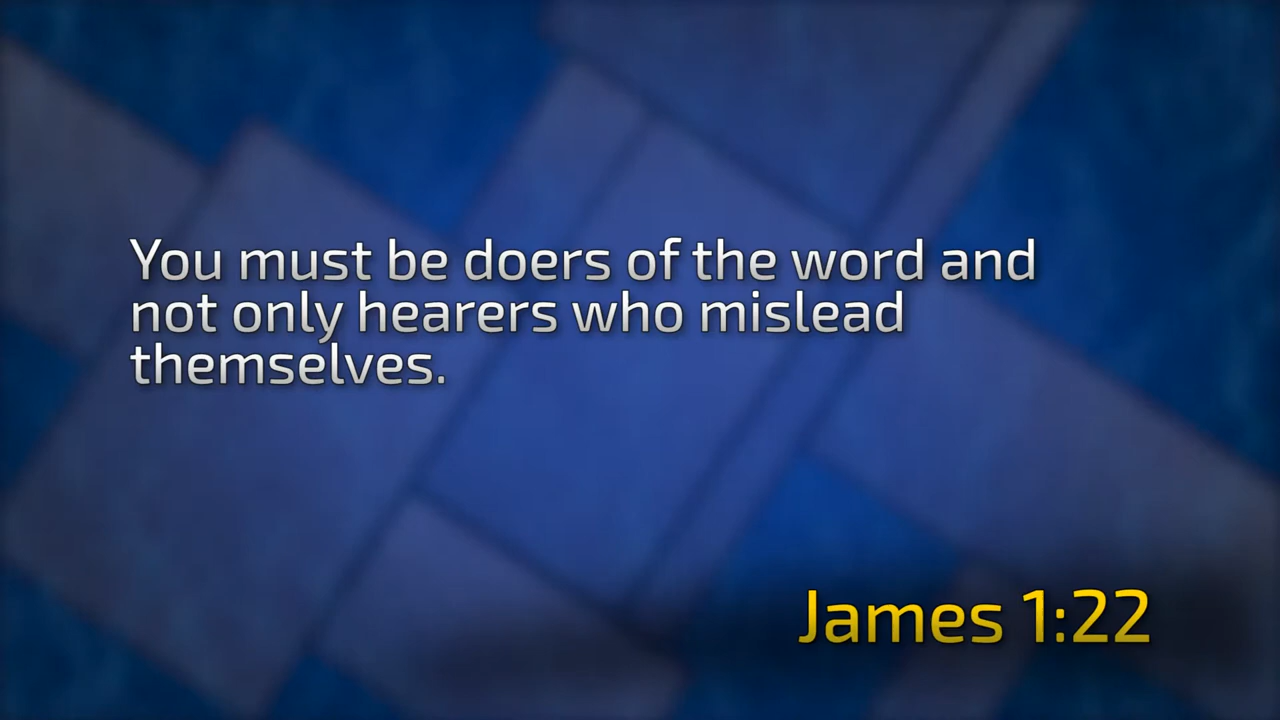 You must be doers of the word and
not only hearers who mislead
themselves.
James 1:22